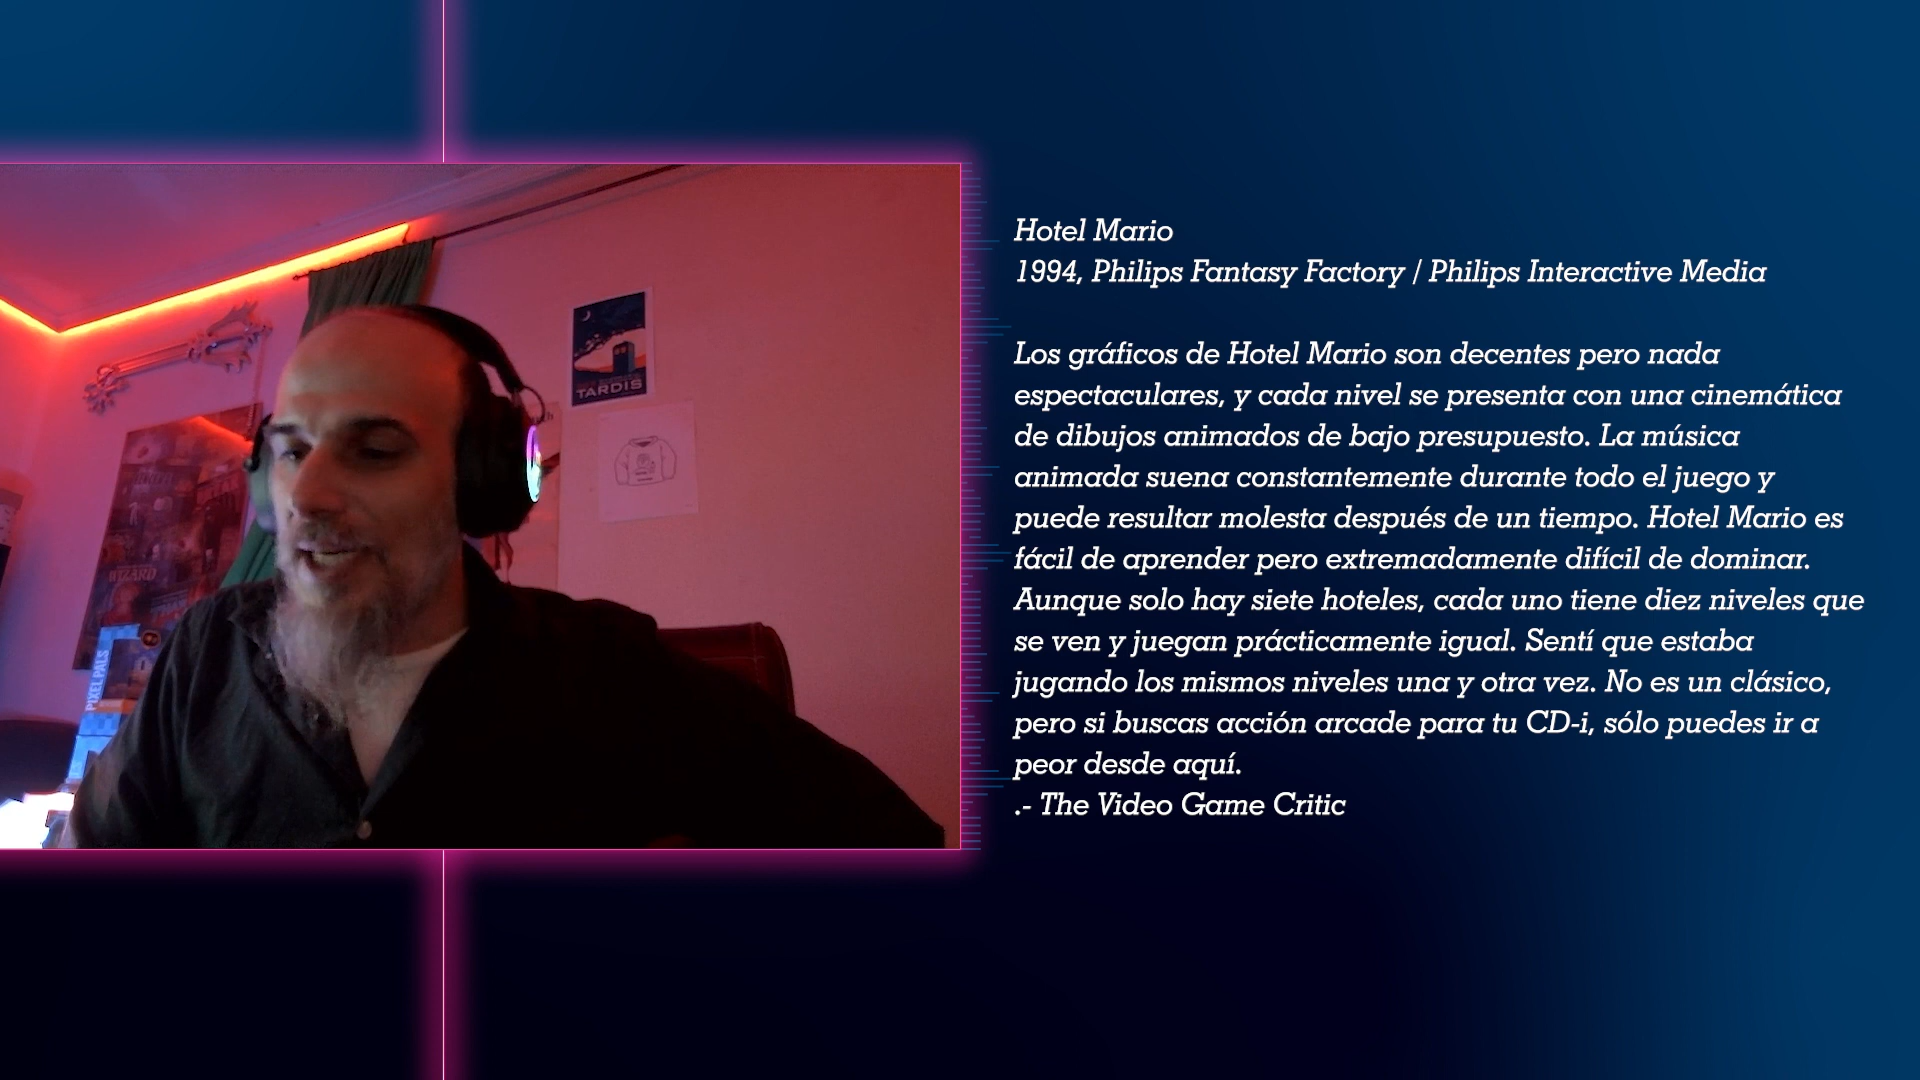 Hotel Mario
1994, Philips Fantasy Factory / Philips Interactive Media
Los gráficos de Hotel Mario son decentes pero nada
espectaculares, y cada nivel se presenta con una cinemática
de dibujos animados de bajo presupuesto. La música
animada suena constantemente durante todo el juego y
puede resultar molesta después de un tiempo. Hotel Mario es
fácil de aprender pero extremadamente difícil de dominar.
Aunque solo hay siete hoteles, cada uno tiene diez niveles que
se ven y juegan prácticamente igual. Sentí que estaba
jugando los mismos niveles una y otra vez. No es un clásico,
pero si buscas acción arcade para tu CD-i, sólo puedes ir a
peor desde aquí.
.- The Video Game Critic
TARDIS
WIZARD
PIXEL PALS